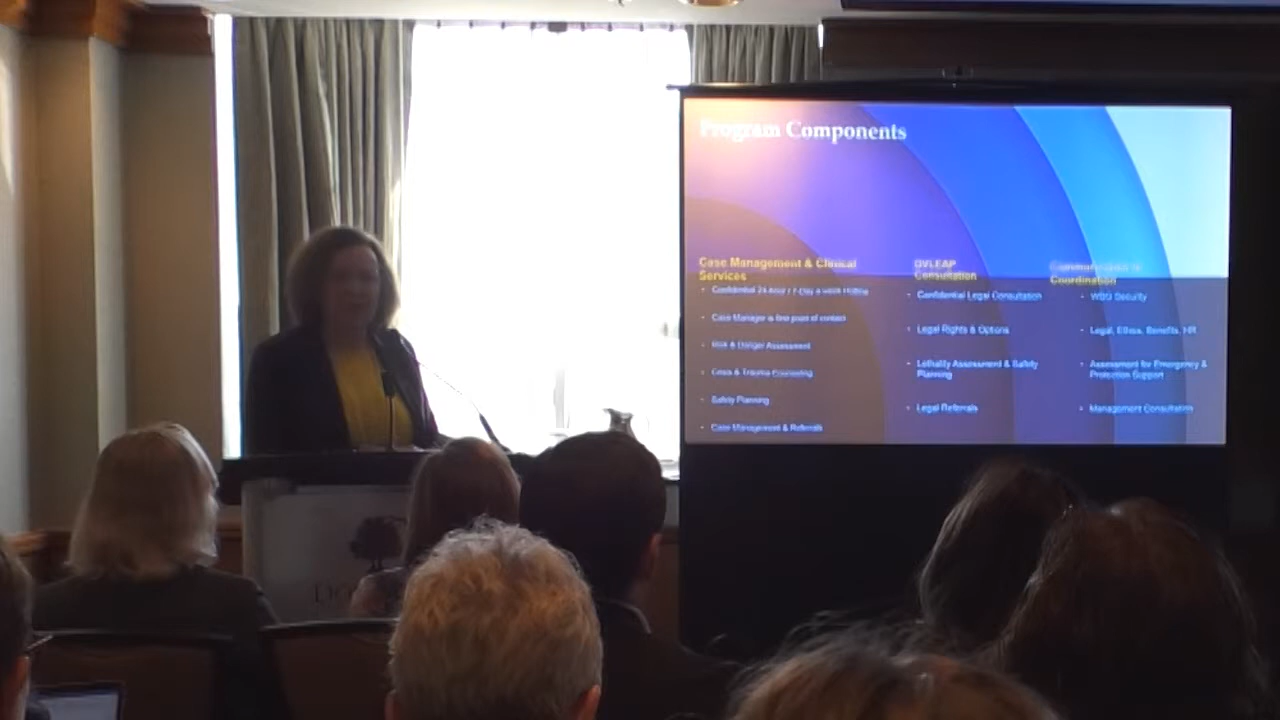 Program Components
Case Management & Clinical
Services
Confidential 24 hour / 7 day a week Hotline
Case Manager is first point of contact
Risk & Danger Assessment
Crisis & Trauma Counseling
Safety Planning
Case Management & Referrals
DVLEAP
Consultation
Confidential Legal Consultation
Legal Rights & Options
Lethality Assessment & Safety
Planning
Legal Referrals
Coordination
WBG Security
Legal, Ethics, Benefits, HR
Assessment for Emergency &
Protection Support
Management Consultation